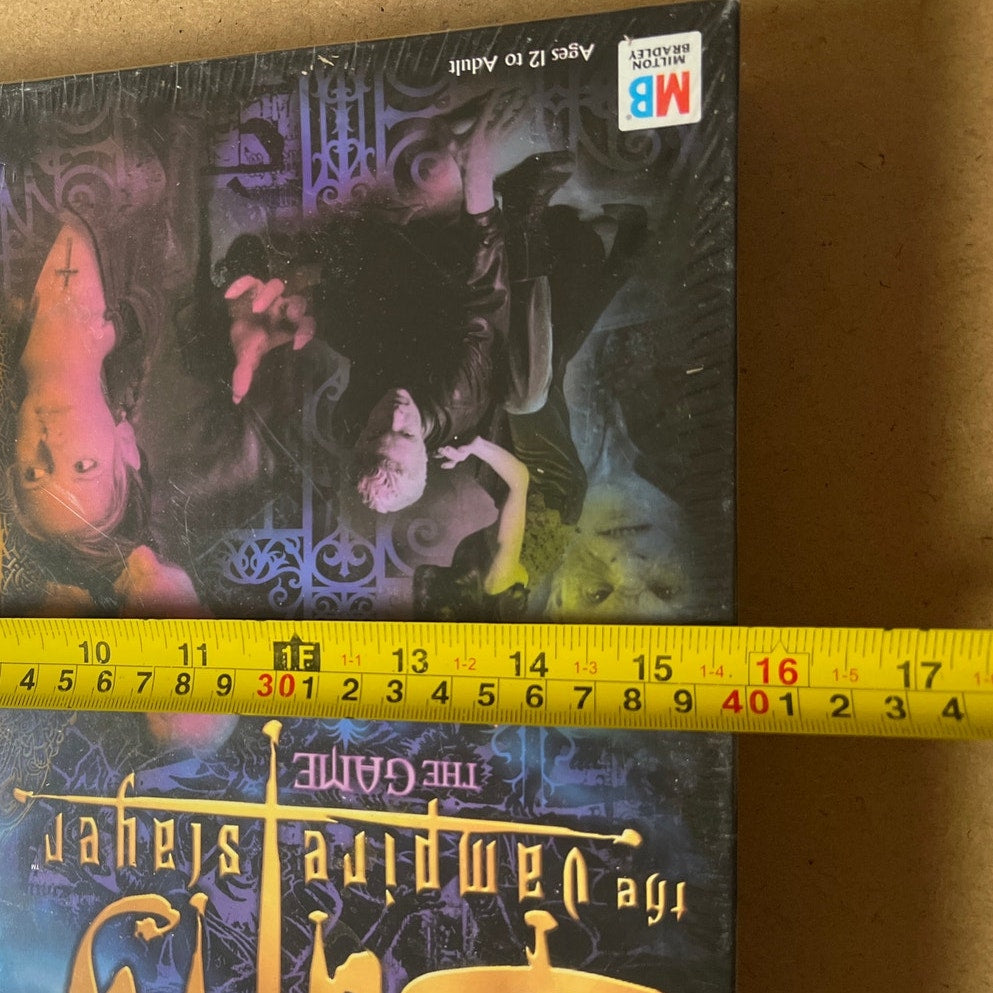 Ages 12 to Adult
MILTON
BRADLEY
MB
®
10 11 1F 1-1 13 1-2 14 1-3 15 1-4 16 1-5 17
4 5 6 7 8 9 30 1 2 3 4 5 6 7 8 9 40 1 2 3 4
THE GAME
the Vampire Slayer
TM